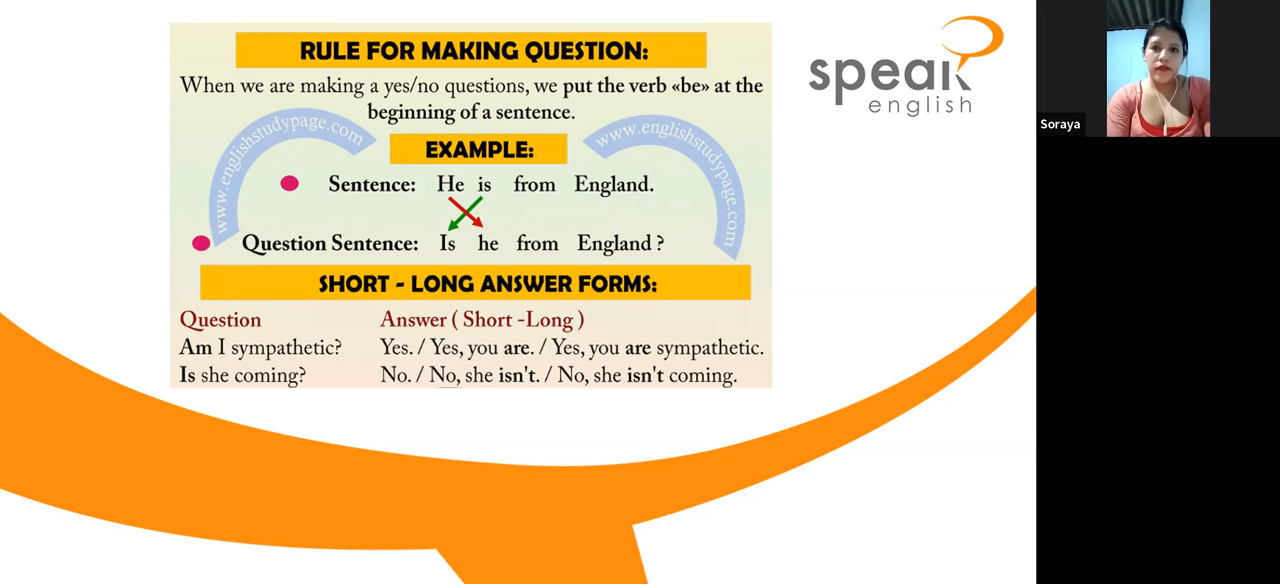 RULE FOR MAKING QUESTION:
When we are making a yes/no questions, we put the verb «be» at the
beginning of a sentence.
www.englishstudypage.com
www.englishstudypage.com
EXAMPLE:
Sentence: He is from England.
Question Sentence: Is he from England ?
SHORT - LONG ANSWER FORMS:
Question Answer ( Short -Long )
Am I sympathetic? Yes. / Yes, you are. / Yes, you are sympathetic.
Is she coming? No. / No, she isn't. / No, she isn't coming.
speak
english
Soraya